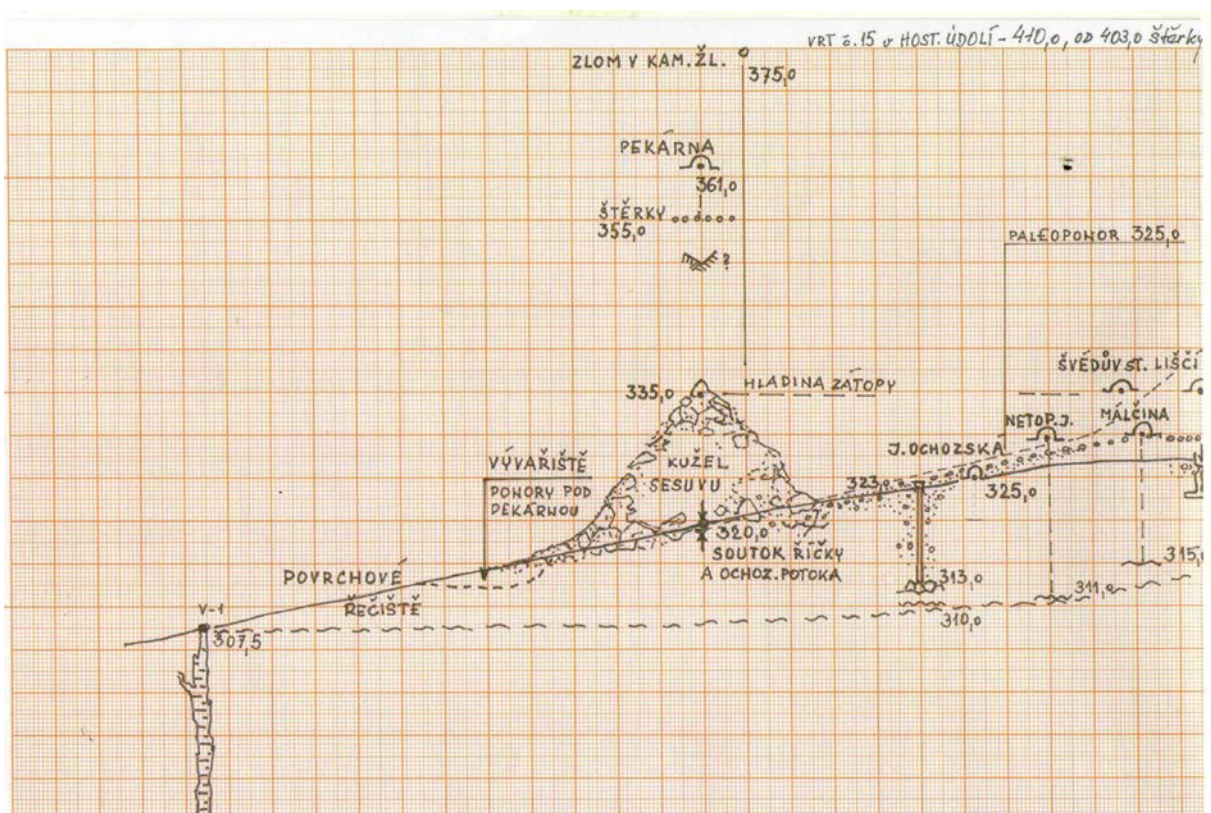 VRT č.15 v HOST. ÚDOLÍ - 410,0, OD 403,0 štěrky
ZLOM V KAM. ŽL.
375,0
PEKÁRNA
361,0
ŠTĚRKY
355,0
?
PALEOPONOR 325,0
ŠVÉDŮV ST. LIŠČÍ
335,0
HLADINA ZÁTOPY
NETOP. J.
MÁLČINA
J. OCHOZSKÁ
VÝVAŘIŠTĚ
PONORY POD
PEKÁRNOU
KUŽEL
SESUVU
323,0
325,0
320,0
SOUTOK ŘÍČKY
A OCHOZ. POTOKA
POVRCHOVÉ
ŘEČIŠTĚ
313,0
315,0
311,0
310,0
V-1
307,5